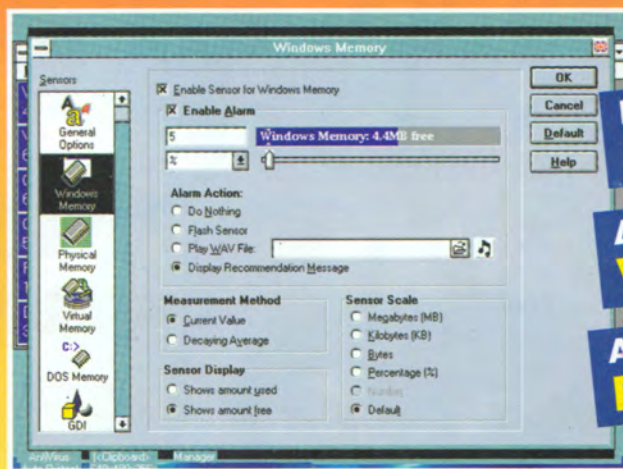 Windows Memory
Sensors
General
Options
Windows
Memory
Physical
Memory
Virtual
Memory
C:>
DOS Memory
GDI
Enable Sensor for Windows Memory
Enable Alarm
5
Windows Memory: 4.4MB free
%
Alarm Action:
Do Nothing
Flash Sensor
Play WAV File:
Display Recommendation Message
Measurement Method
Current Value
Decaying Average
Sensor Display
Shows amount used
Shows amount free
Sensor Scale
Megabytes (MB)
Kilobytes (KB)
Bytes
Percentage (%)
Number
Default
OK
Cancel
Default
Help
AntiVirus
(<Clipboard>
Manager